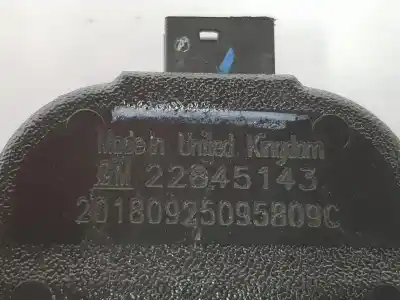 Made in United Kingdom
GM 22845143
20180925095809C